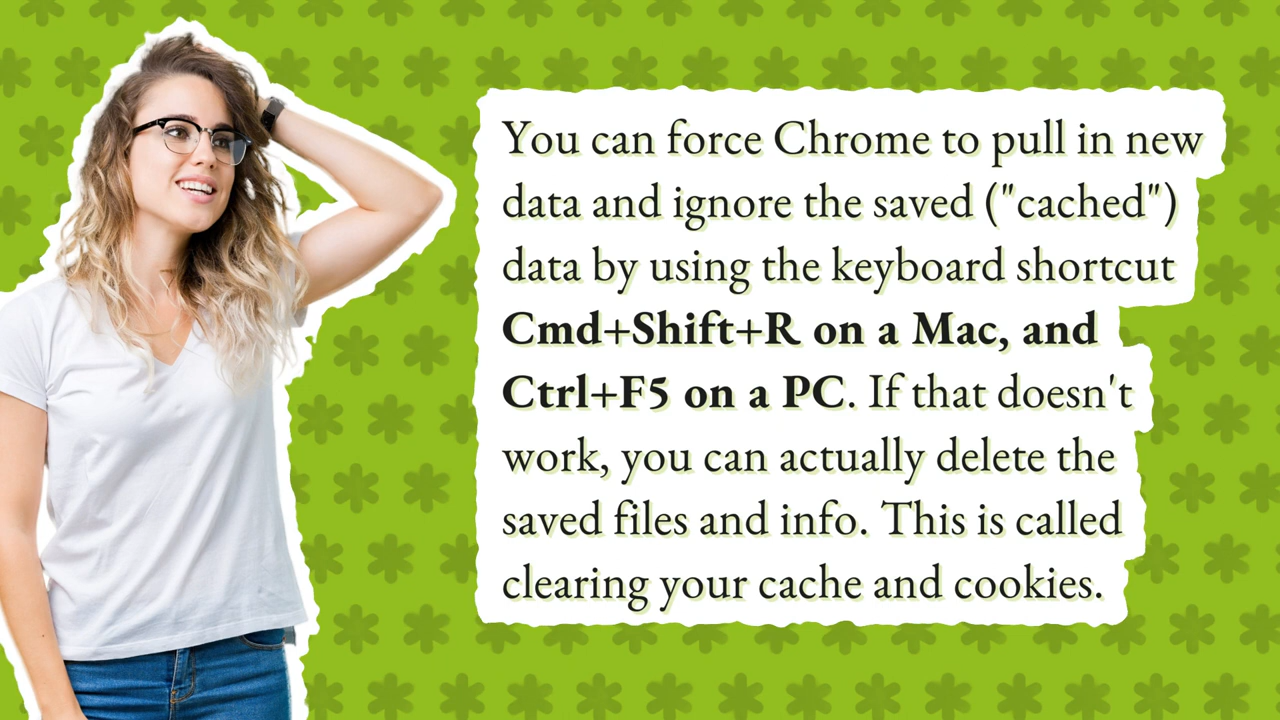 You can force Chrome to pull in new
data and ignore the saved ("cached")
data by using the keyboard shortcut
Cmd+Shift+R on a Mac, and
Ctrl+F5 on a PC. If that doesn't
work, you can actually delete the
saved files and info. This is called
clearing your cache and cookies.